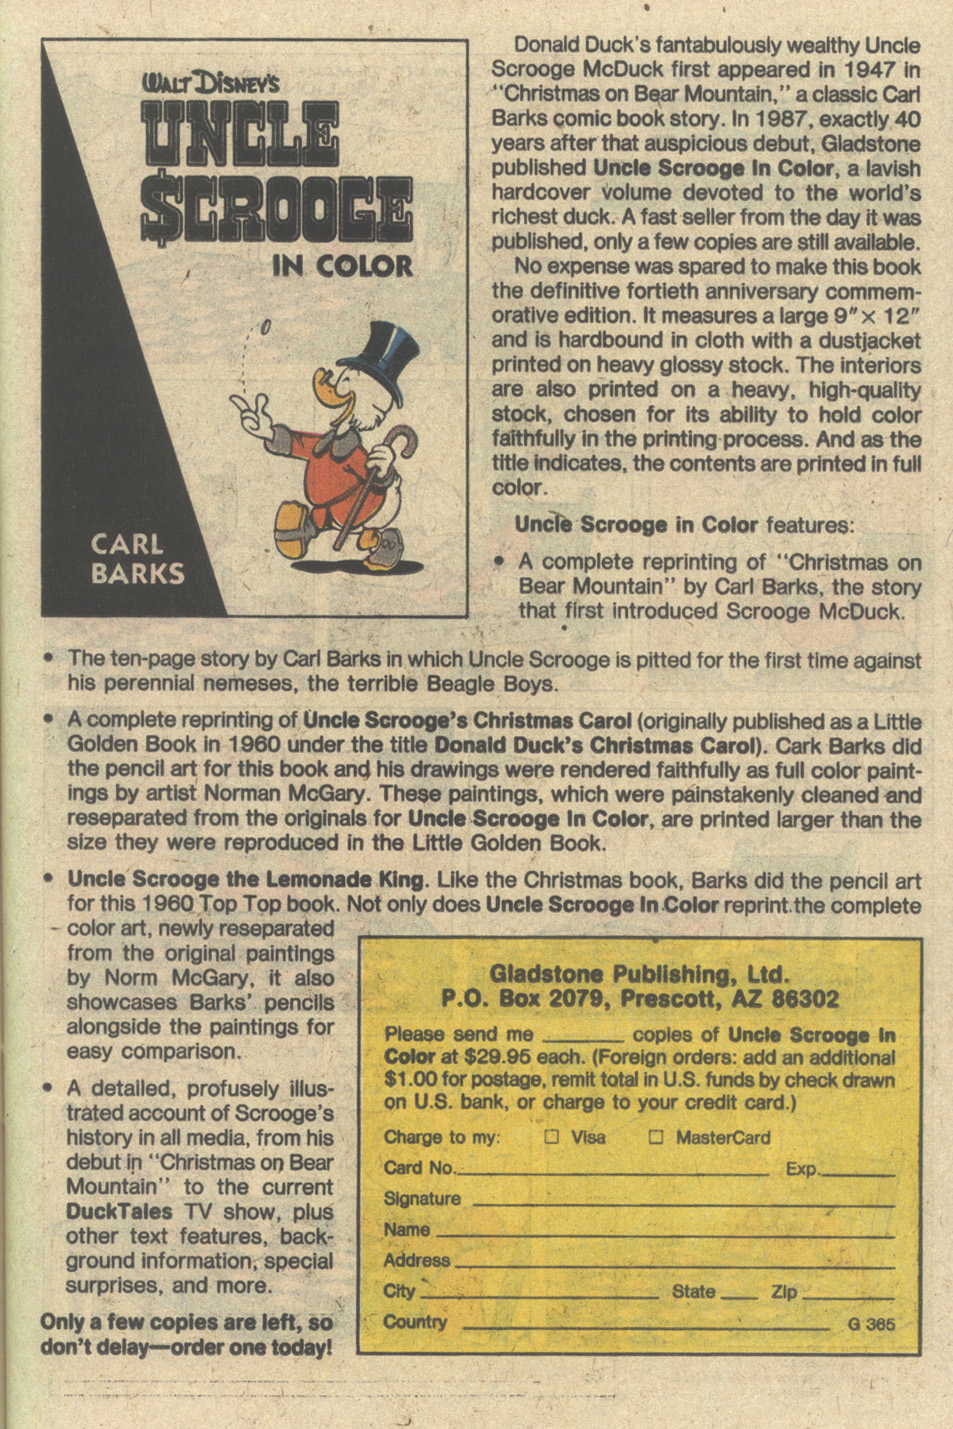 WALT DISNEY'S
UNCLE
$CROOGE
IN COLOR
CARL
BARKS
Donald Duck's fantabulously wealthy Uncle
Scrooge McDuck first appeared in 1947 in
"Christmas on Bear Mountain," a classic Carl
Barks comic book story. In 1987, exactly 40
years after that auspicious debut, Gladstone
published Uncle Scrooge In Color, a lavish
hardcover volume devoted to the world's
richest duck. A fast seller from the day it was
published, only a few copies are still available.
No expense was spared to make this book
the definitive fortieth anniversary commem-
orative edition. It measures a large 9" × 12"
and is hardbound in cloth with a dustjacket
printed on heavy glossy stock. The interiors
are also printed on a heavy, high-quality
stock, chosen for its ability to hold color
faithfully in the printing process. And as the
title indicates, the contents are printed in full
color.
Uncle Scrooge in Color features:
• A complete reprinting of "Christmas on
Bear Mountain" by Carl Barks, the story
that first introduced Scrooge McDuck.
• The ten-page story by Carl Barks in which Uncle Scrooge is pitted for the first time against
his perennial nemeses, the terrible Beagle Boys.
• A complete reprinting of Uncle Scrooge's Christmas Carol (originally published as a Little
Golden Book in 1960 under the title Donald Duck's Christmas Carol). Cark Barks did
the pencil art for this book and his drawings were rendered faithfully as full color paint-
ings by artist Norman McGary. These paintings, which were painstakenly cleaned and
reseparated from the originals for Uncle Scrooge In Color, are printed larger than the
size they were reproduced in the Little Golden Book.
• Uncle Scrooge the Lemonade King. Like the Christmas book, Barks did the pencil art
for this 1960 Top Top book. Not only does Uncle Scrooge In Color reprint the complete
color art, newly reseparated
from the original paintings
by Norm McGary, it also
showcases Barks' pencils
alongside the paintings for
easy comparison.
• A detailed, profusely illus-
trated account of Scrooge's
history in all media, from his
debut in "Christmas on Bear
Mountain" to the current
DuckTales TV show, plus
other text features, back-
ground information, special
surprises, and more.
Only a few copies are left, so
don't delay—order one today!
Gladstone Publishing, Ltd.
P.O. Box 2079, Prescott, AZ 86302
Please send me ________ copies of Uncle Scrooge In
Color at $29.95 each. (Foreign orders: add an additional
$1.00 for postage, remit total in U.S. funds by check drawn
on U.S. bank, or charge to your credit card.)
Charge to my: □ Visa □ MasterCard
Card No. ________ Exp. ________
Signature ________
Name ________
Address ________
City ________ State ____ Zip ________
Country ________ G 365